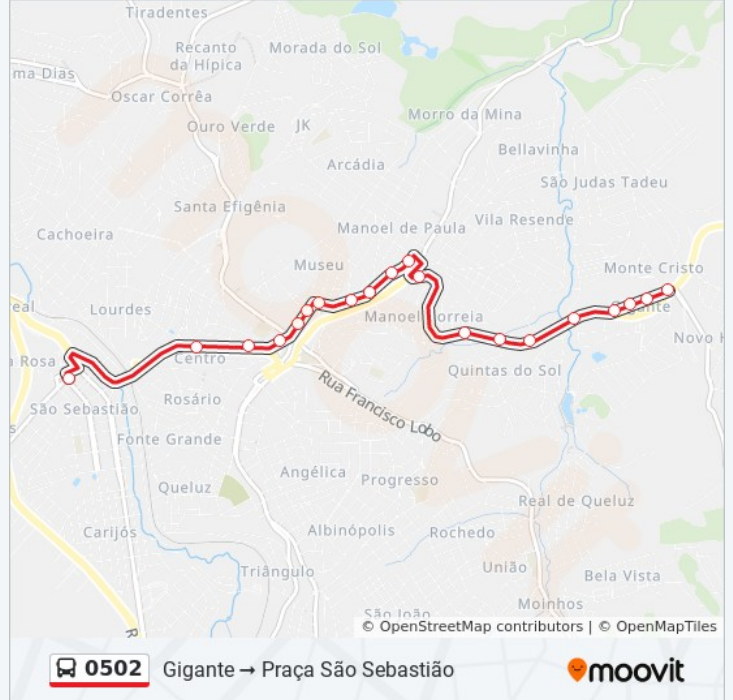 Tiradentes
Recanto
da Hípica
Morada do Sol
ma Dias
Oscar Corrêa
Morro da Mina
Ouro Verde
JK
Bellavinha
Arcádia
São Judas Tadeu
Santa Efigênia
Vila Resende
Manoel de Paula
Cachoeira
Museu
Monte Cristo
eal
Lourdes
Manoel
orreia
Novo
a Rosa
Centro
Quintas do Sol
São Sebastião
Rosário
Rua Francisco Lobo
Fonte Grande
Angélica
Progresso
Queluz
Real de Queluz
Carijós
Albinópolis
Rochedo
Triângulo
União
Bela Vista
Moinhos
São João
© OpenStreetMap contributors | © OpenMapTiles
0502
Gigante → Praça São Sebastião
moovit